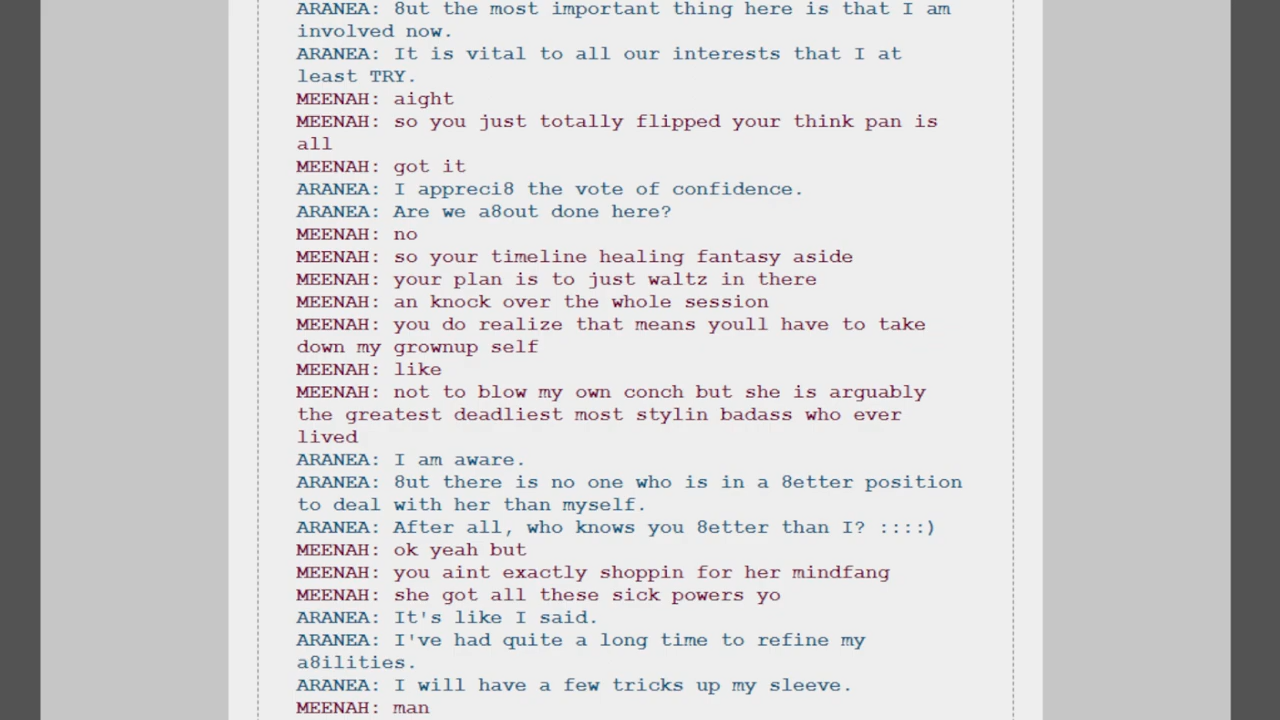 ARANEA: 8ut the most important thing here is that I am
involved now.
ARANEA: It is vital to all our interests that I at
least TRY.
MEENAH: aight
MEENAH: so you just totally flipped your think pan is
all
MEENAH: got it
ARANEA: I appreci8 the vote of confidence.
ARANEA: Are we a8out done here?
MEENAH: no
MEENAH: so your timeline healing fantasy aside
MEENAH: your plan is to just waltz in there
MEENAH: an knock over the whole session
MEENAH: you do realize that means youll have to take
down my grownup self
MEENAH: like
MEENAH: not to blow my own conch but she is arguably
the greatest deadliest most stylin badass who ever
lived
ARANEA: I am aware.
ARANEA: 8ut there is no one who is in a 8etter position
to deal with her than myself.
ARANEA: After all, who knows you 8etter than I? ::::)
MEENAH: ok yeah but
MEENAH: you aint exactly shoppin for her mindfang
MEENAH: she got all these sick powers yo
ARANEA: It's like I said.
ARANEA: I've had quite a long time to refine my
a8ilities.
ARANEA: I will have a few tricks up my sleeve.
MEENAH: man